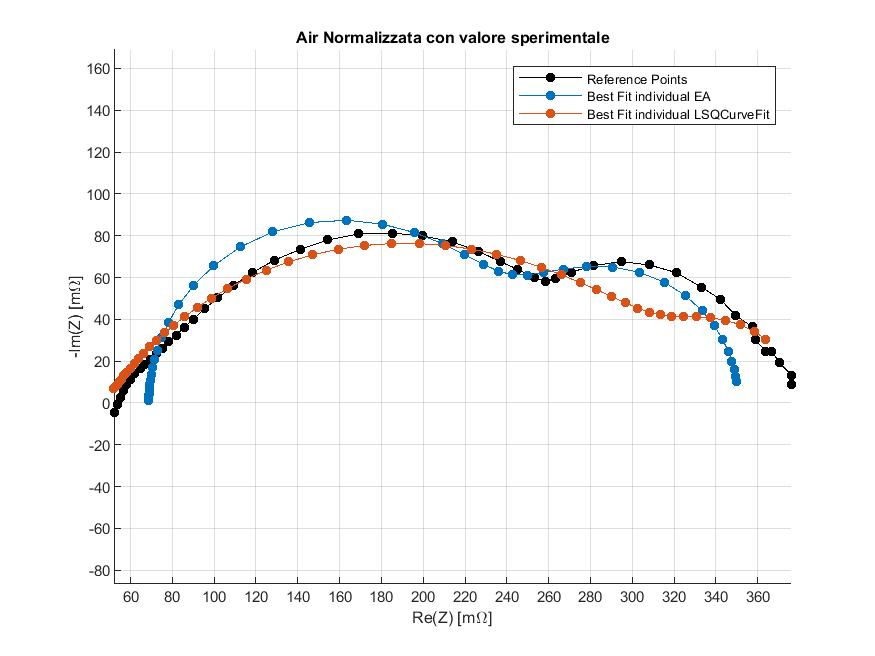 Air Normalizzata con valore sperimentale
Reference Points
Best Fit individual EA
Best Fit individual LSQCurveFit
-Im(Z) [mΩ]
160
140
120
100
80
60
40
20
0
-20
-40
-60
-80
60 80 100 120 140 160 180 200 220 240 260 280 300 320 340 360
Re(Z) [mΩ]